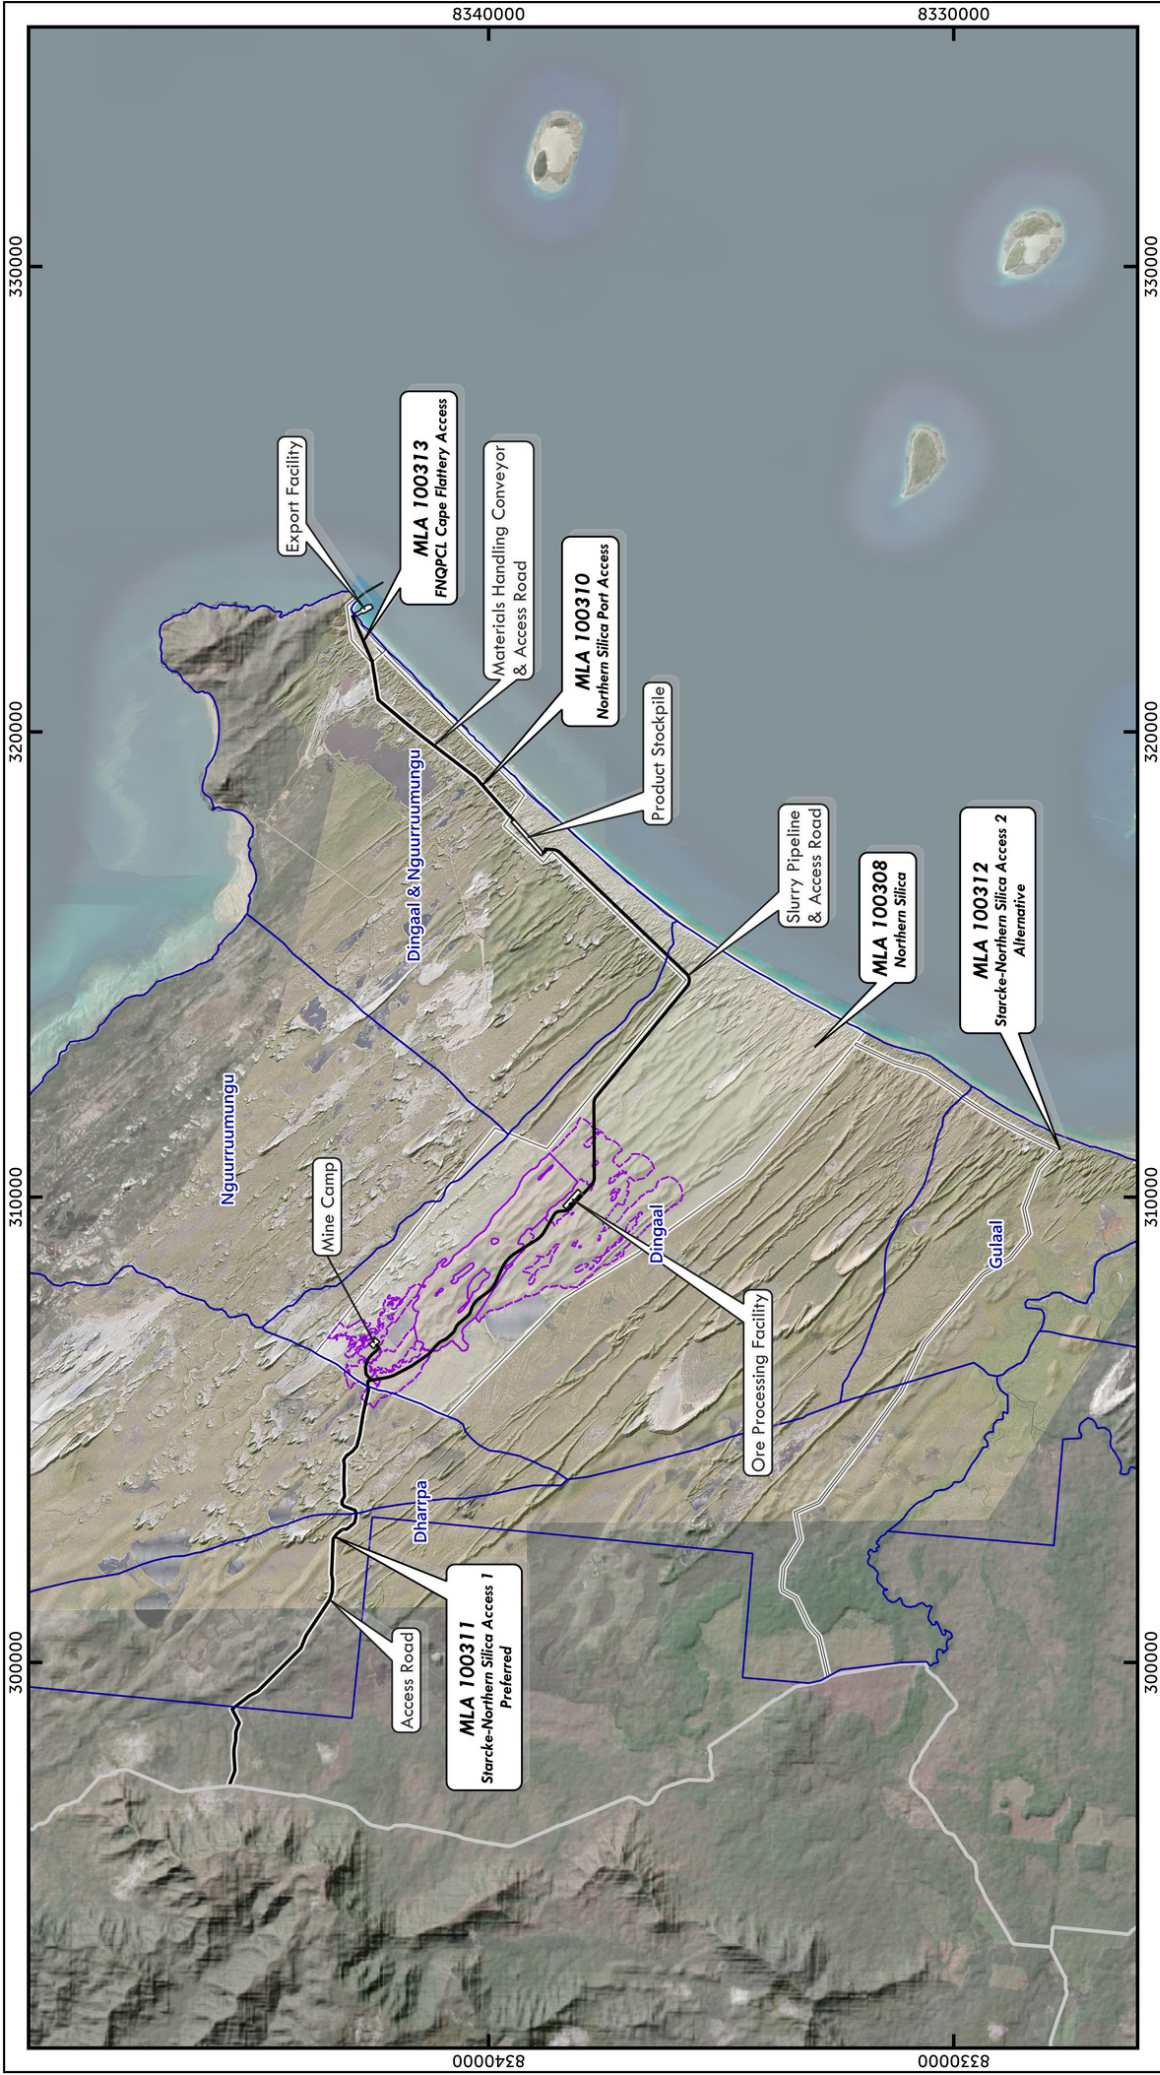 300000
310000
320000
330000
8340000
8330000
Export Facility
MLA 100313
FNQPCL Cape Flattery Access
Materials Handling Conveyor
& Access Road
MLA 100310
Northern Silica Port Access
Product Stockpile
Dingaal & Nguurruumungu
Nguurruumungu
Mine Camp
Slurry Pipeline
& Access Road
MLA 100308
Northern Silica
MLA 100312
Starcke-Northern Silica Access 2
Alternative
Dingaal
Gulaal
Ore Processing Facility
Dharrpa
MLA 100311
Starcke-Northern Silica Access 1
Preferred
Access Road
8340000
8330000
300000
310000
320000
330000